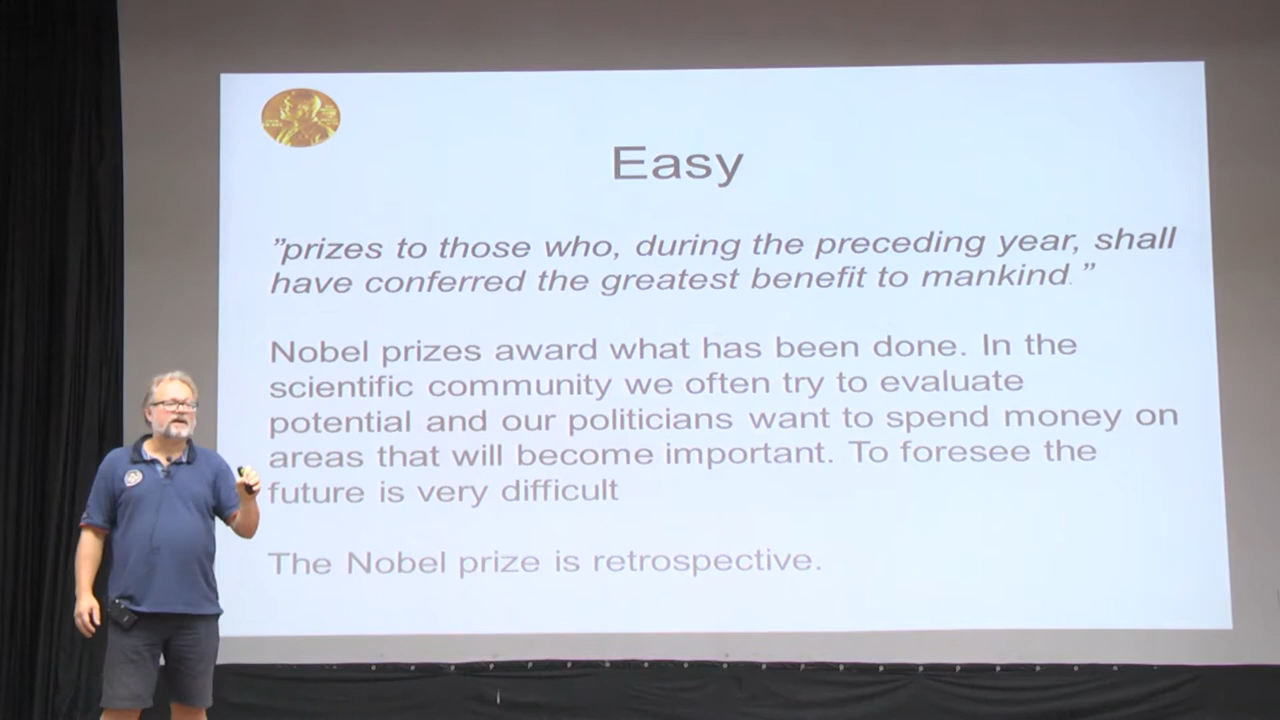 Easy
”prizes to those who, during the preceding year, shall
have conferred the greatest benefit to mankind.”
Nobel prizes award what has been done. In the
scientific community we often try to evaluate
potential and our politicians want to spend money on
areas that will become important. To foresee the
future is very difficult
The Nobel prize is retrospective.